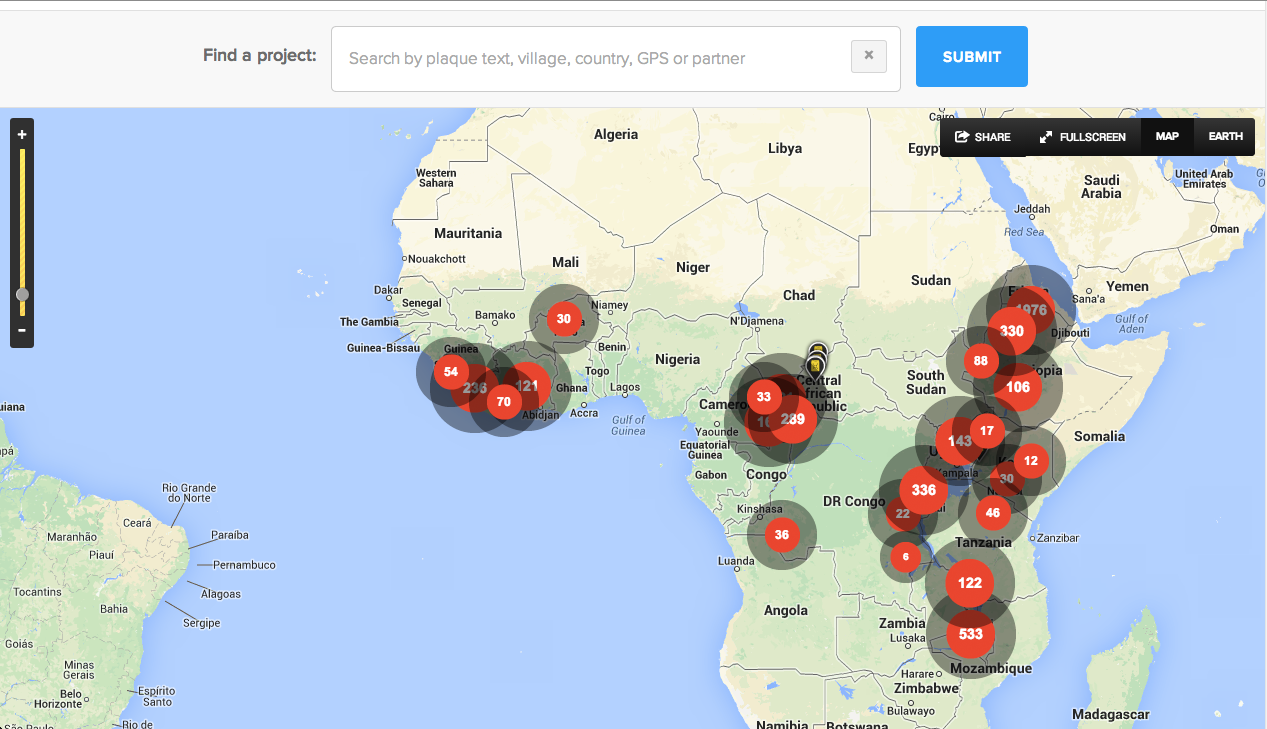 Find a project:
Search by plaque text, village, country, GPS or partner
×
SUBMIT
+
−
SHARE
FULLSCREEN
MAP
EARTH
Algeria
Libya
Western
Sahara
Saudi
Arabia
United Arab
Emirates
Jeddah
Red Sea
Oman
Mauritania
Nouakchott
Mali
Niger
Chad
Sudan
Yemen
Sana'a
Dakar
Senegal
Niamey
The Gambia
Bamako
N'Djamena
Gulf of
Aden
Djibouti
Guinea-Bissau
Guinea
Benin
Nigeria
Togo
Ghana
Lagos
Accra
Abidjan
Gulf of
Guinea
South
Sudan
Central
Somalia
Yaounde
Equatorial
Guinea
Gabon
Congo
DR Congo
Kampala
Kinshasa
Tanzania
Zanzibar
Luanda
Angola
Zambia
Lusaka
Mozambique
Harare
Zimbabwe
Bulawayo
Namibia
Botswana
Madagascar
30
54
236
121
70
33
289
36
1976
330
88
106
143
17
12
30
336
22
46
6
122
533
Rio Grande
do Norte
Ceará
Maranhão
Paraíba
Piauí
Pernambuco
Tocantins
Alagoas
Bahia
Sergipe
Goiás
Minas
Gerais
Belo
Horizonte
Espírito
Santo
São Paulo
Rio de